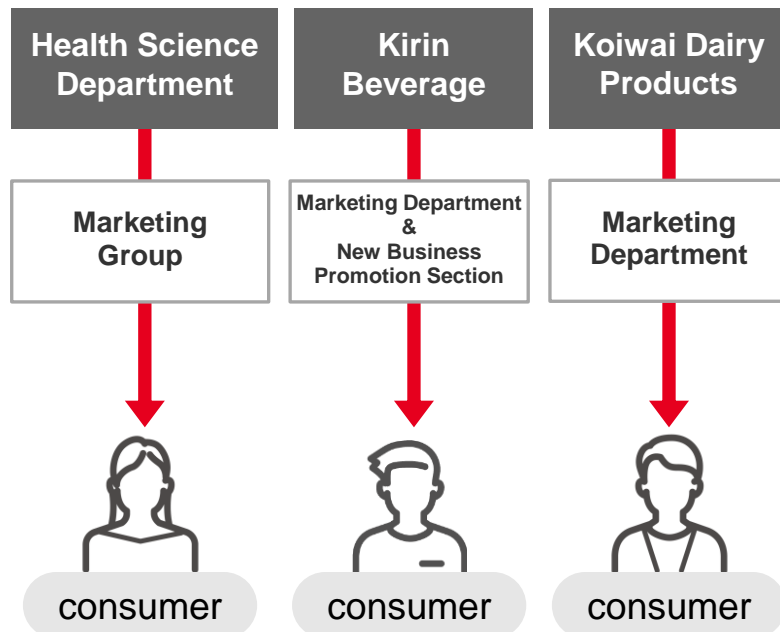 Health Science
Department
Kirin
Beverage
Koiwai Dairy
Products
Marketing
Group
Marketing Department
&
New Business
Promotion Section
Marketing
Department
consumer
consumer
consumer